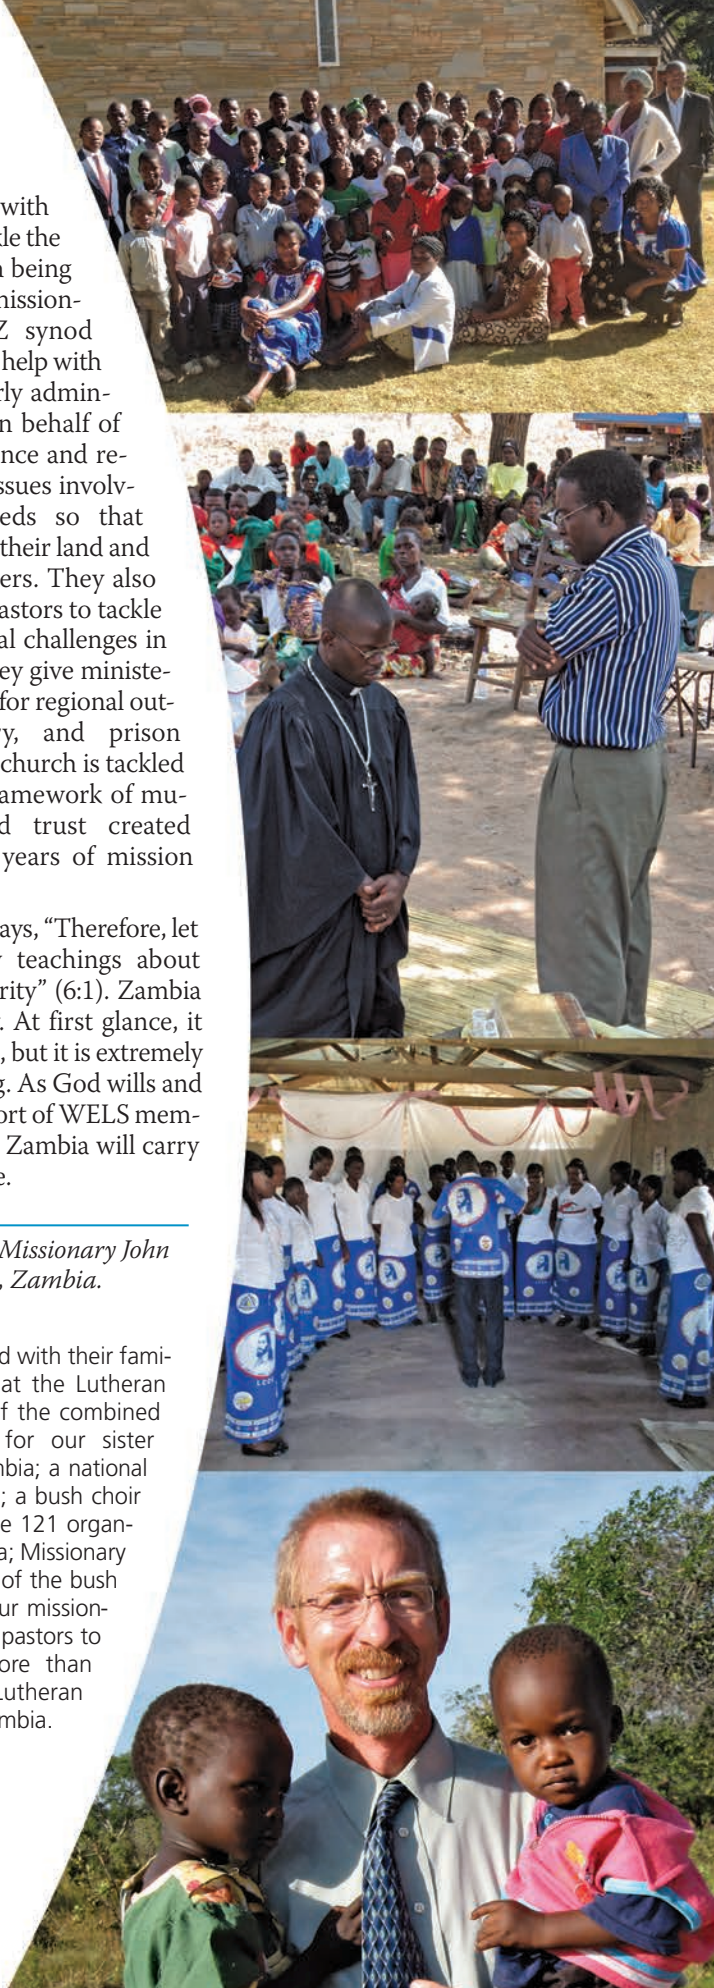 with
kle the
n being
mission-
Z synod
help with
rly admin-
n behalf of
nce and re-
ssues involv-
eds so that
their land and
ers. They also
astors to tackle
al challenges in
ey give ministe-
for regional out-
ry, and prison
church is tackled
amework of mu-
d trust created
years of mission
ays, “Therefore, let
teachings about
rity” (6:1). Zambia
. At first glance, it
, but it is extremely
g. As God wills and
ort of WELS mem-
Zambia will carry
e.
Missionary John
, Zambia.
d with their fami-
at the Lutheran
f the combined
for our sister
mbia; a national
; a bush choir
e 121 organ-
a; Missionary
of the bush
ur mission-
pastors to
ore than
Lutheran
mbia.